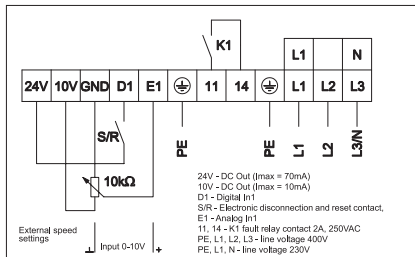 K1
L1 N
24V 10V GND D1 E1 11 14 L1 L2 L3
S/R
PE PE L1 L2 L3/N
10kΩ
24V - DC Out (Imax = 70mA)
10V - DC Out (Imax = 10mA)
D1 - Digital In1
S/R - Electronic disconnection and reset contact,
E1 - Analog In1
11, 14 - K1 fault relay contact 2A, 250VAC
PE, L1, L2, L3 - line voltage 400V
PE, L1, N - line voltage 230V
External speed
settings
⊥ Input 0-10V +